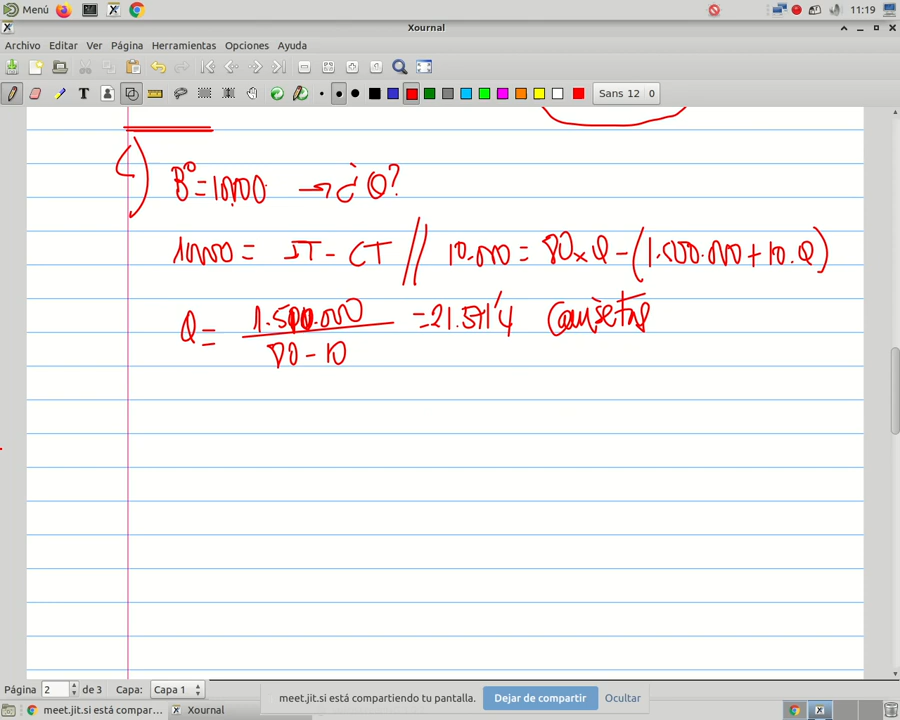 Menú 11:19
Xournal
Archivo Editar Ver Página Herramientas Opciones Ayuda
T Sans 12 0
c) Bº=10.000 → ¿Q?
10.000 = IT - CT // 10.000 = 80 x Q - (1.500.000 + 10.Q)
Q = 1.510.000
80 - 10
= 21.571'4 camisetas
Página 2 de 3 Capa: Capa 1
meet.jit.si está compartiendo tu pantalla. Dejar de compartir Ocultar
meet.jit.si está compar... Xournal